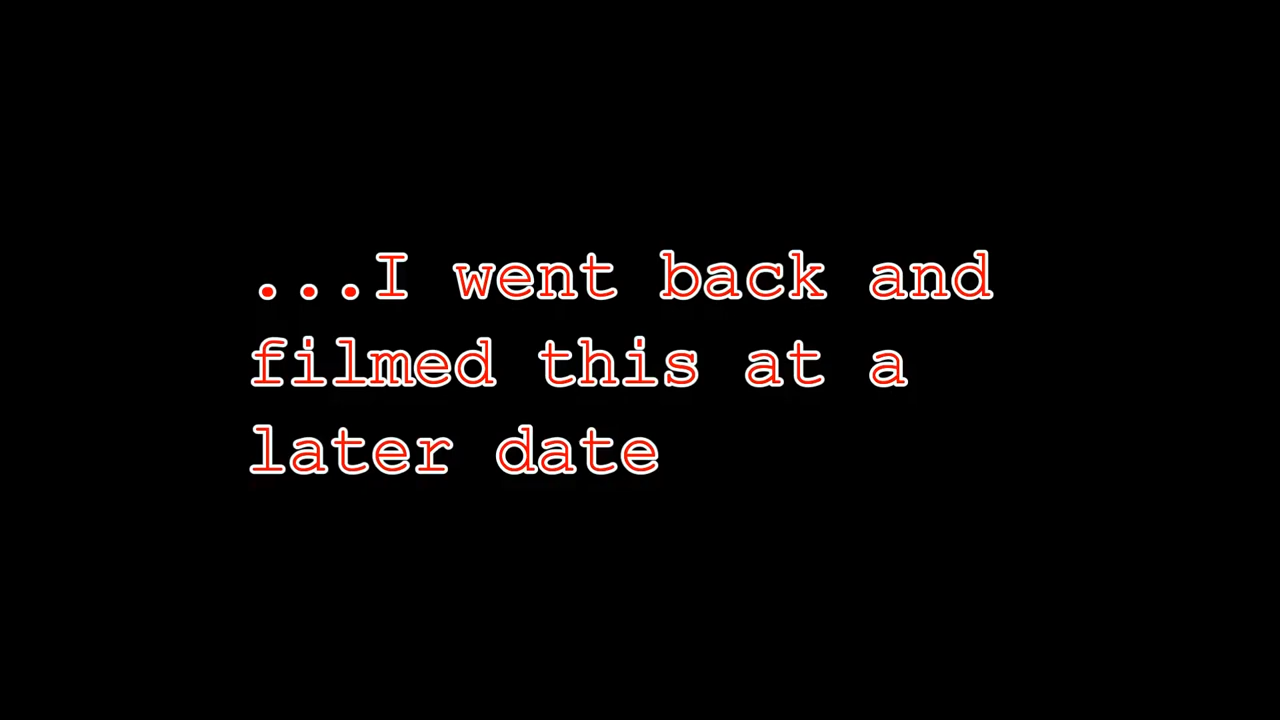 ...I went back and
filmed this at a
later date